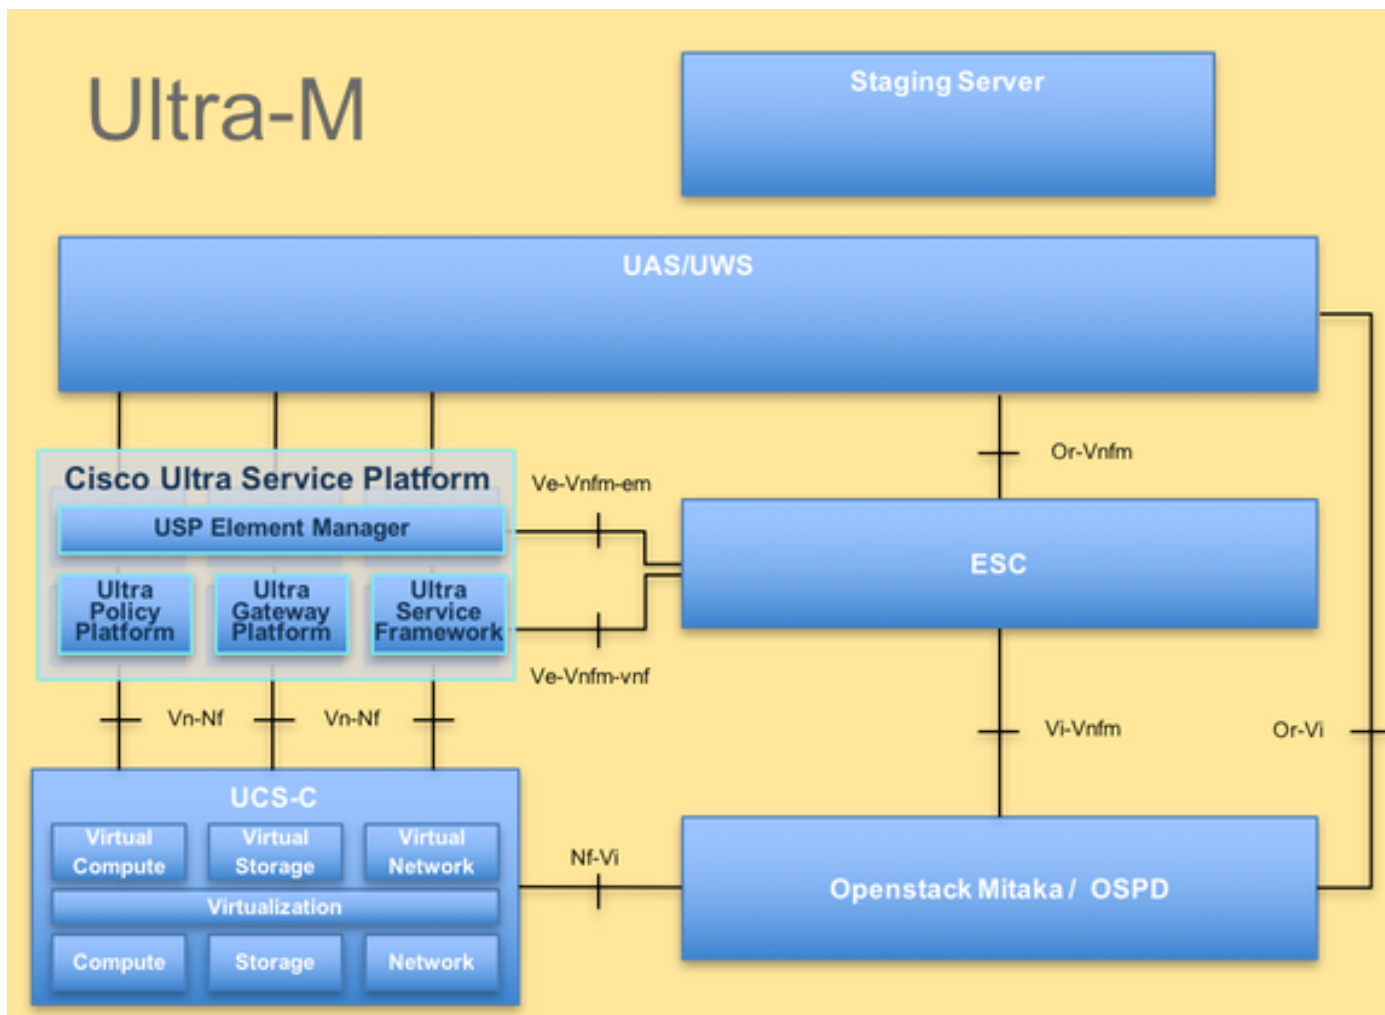 Ultra-M
Staging Server
UAS/UWS
Or-Vnfm
Cisco Ultra Service Platform
Ve-Vnfm-em
USP Element Manager
ESC
Ultra
Policy
Platform
Ultra
Gateway
Platform
Ultra
Service
Framework
Ve-Vnfm-vnf
Vn-Nf
Vn-Nf
Vi-Vnfm
Or-Vi
UCS-C
Virtual
Compute
Virtual
Storage
Virtual
Network
Nf-Vi
Openstack Mitaka / OSPD
Virtualization
Compute
Storage
Network